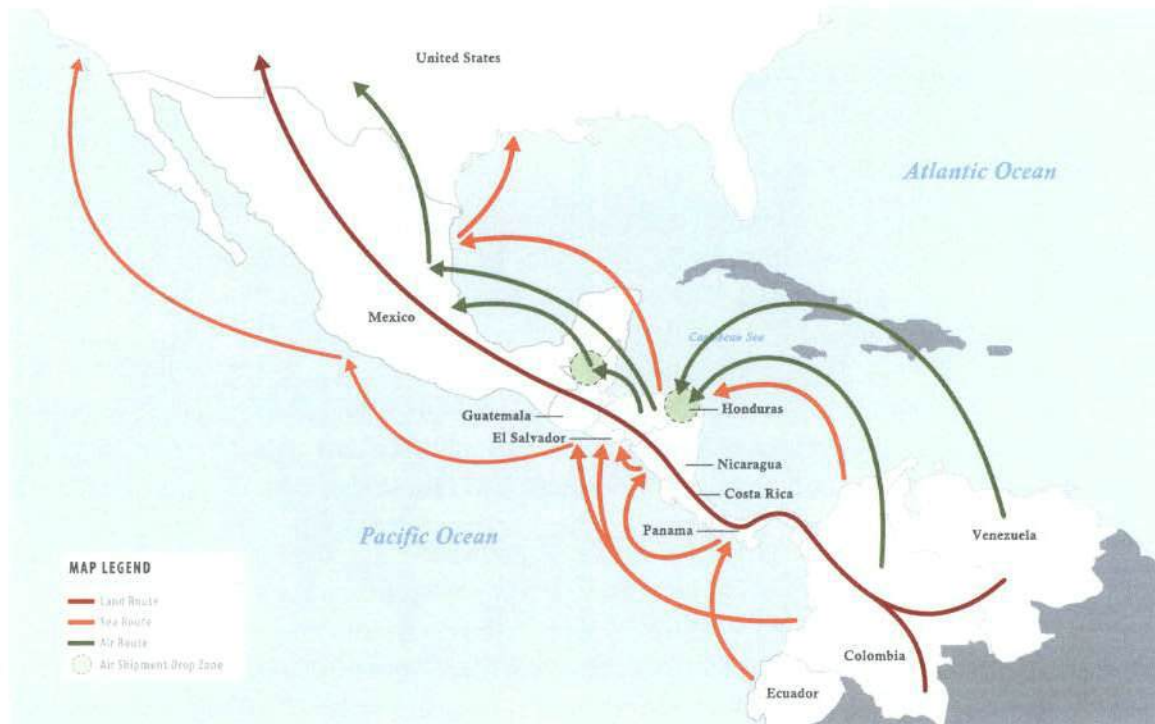 United States
Atlantic Ocean
Caribbean Sea
Mexico
Guatemala
Honduras
El Salvador
Nicaragua
Costa Rica
Panama
Pacific Ocean
Venezuela
MAP LEGEND
Land Route
Sea Route
Air Route
Air Shipment Drop Zone
Colombia
Ecuador